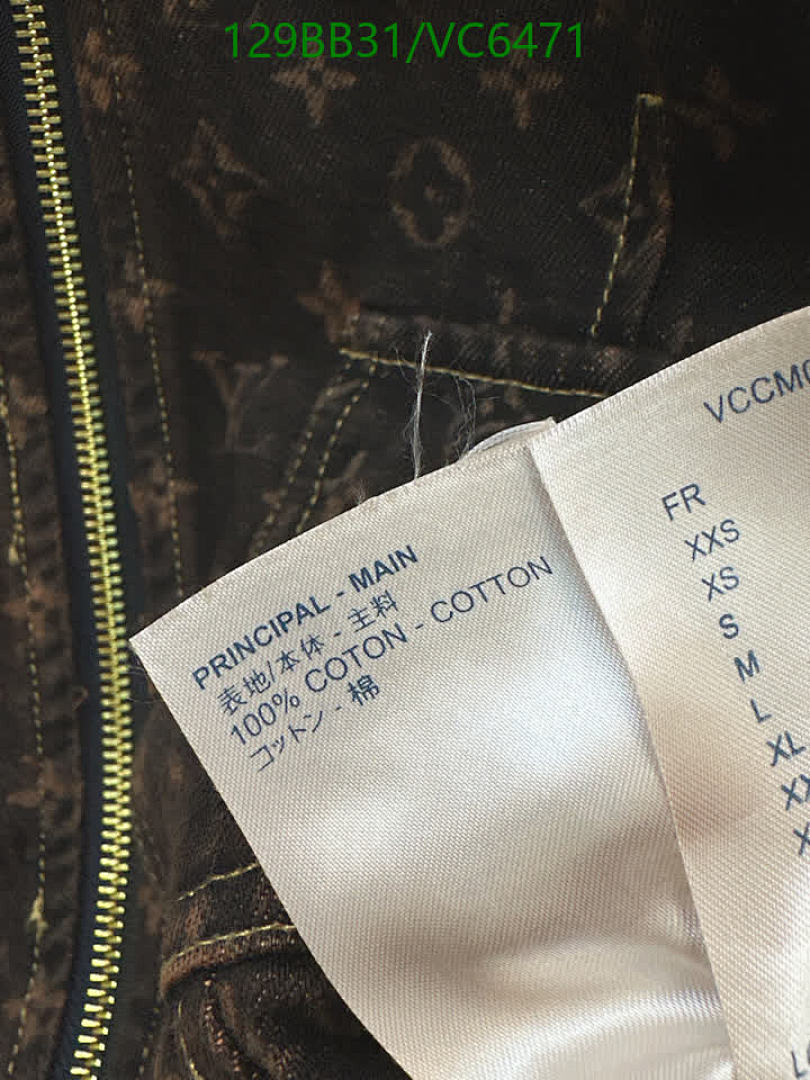 129BB31/VC6471
PRINCIPAL - MAIN
表地/本体 - 主料
100% COTON - COTTON
コットン - 棉
FR
XXS
XS
S
M
L
XL